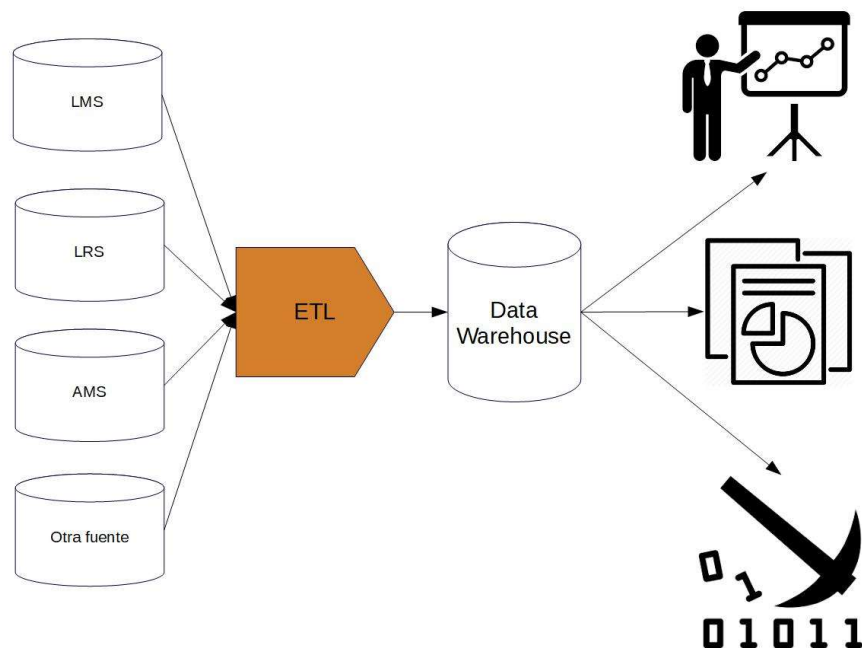 LMS
LRS
AMS
Otra fuente
ETL
Data
Warehouse
0
1
01011